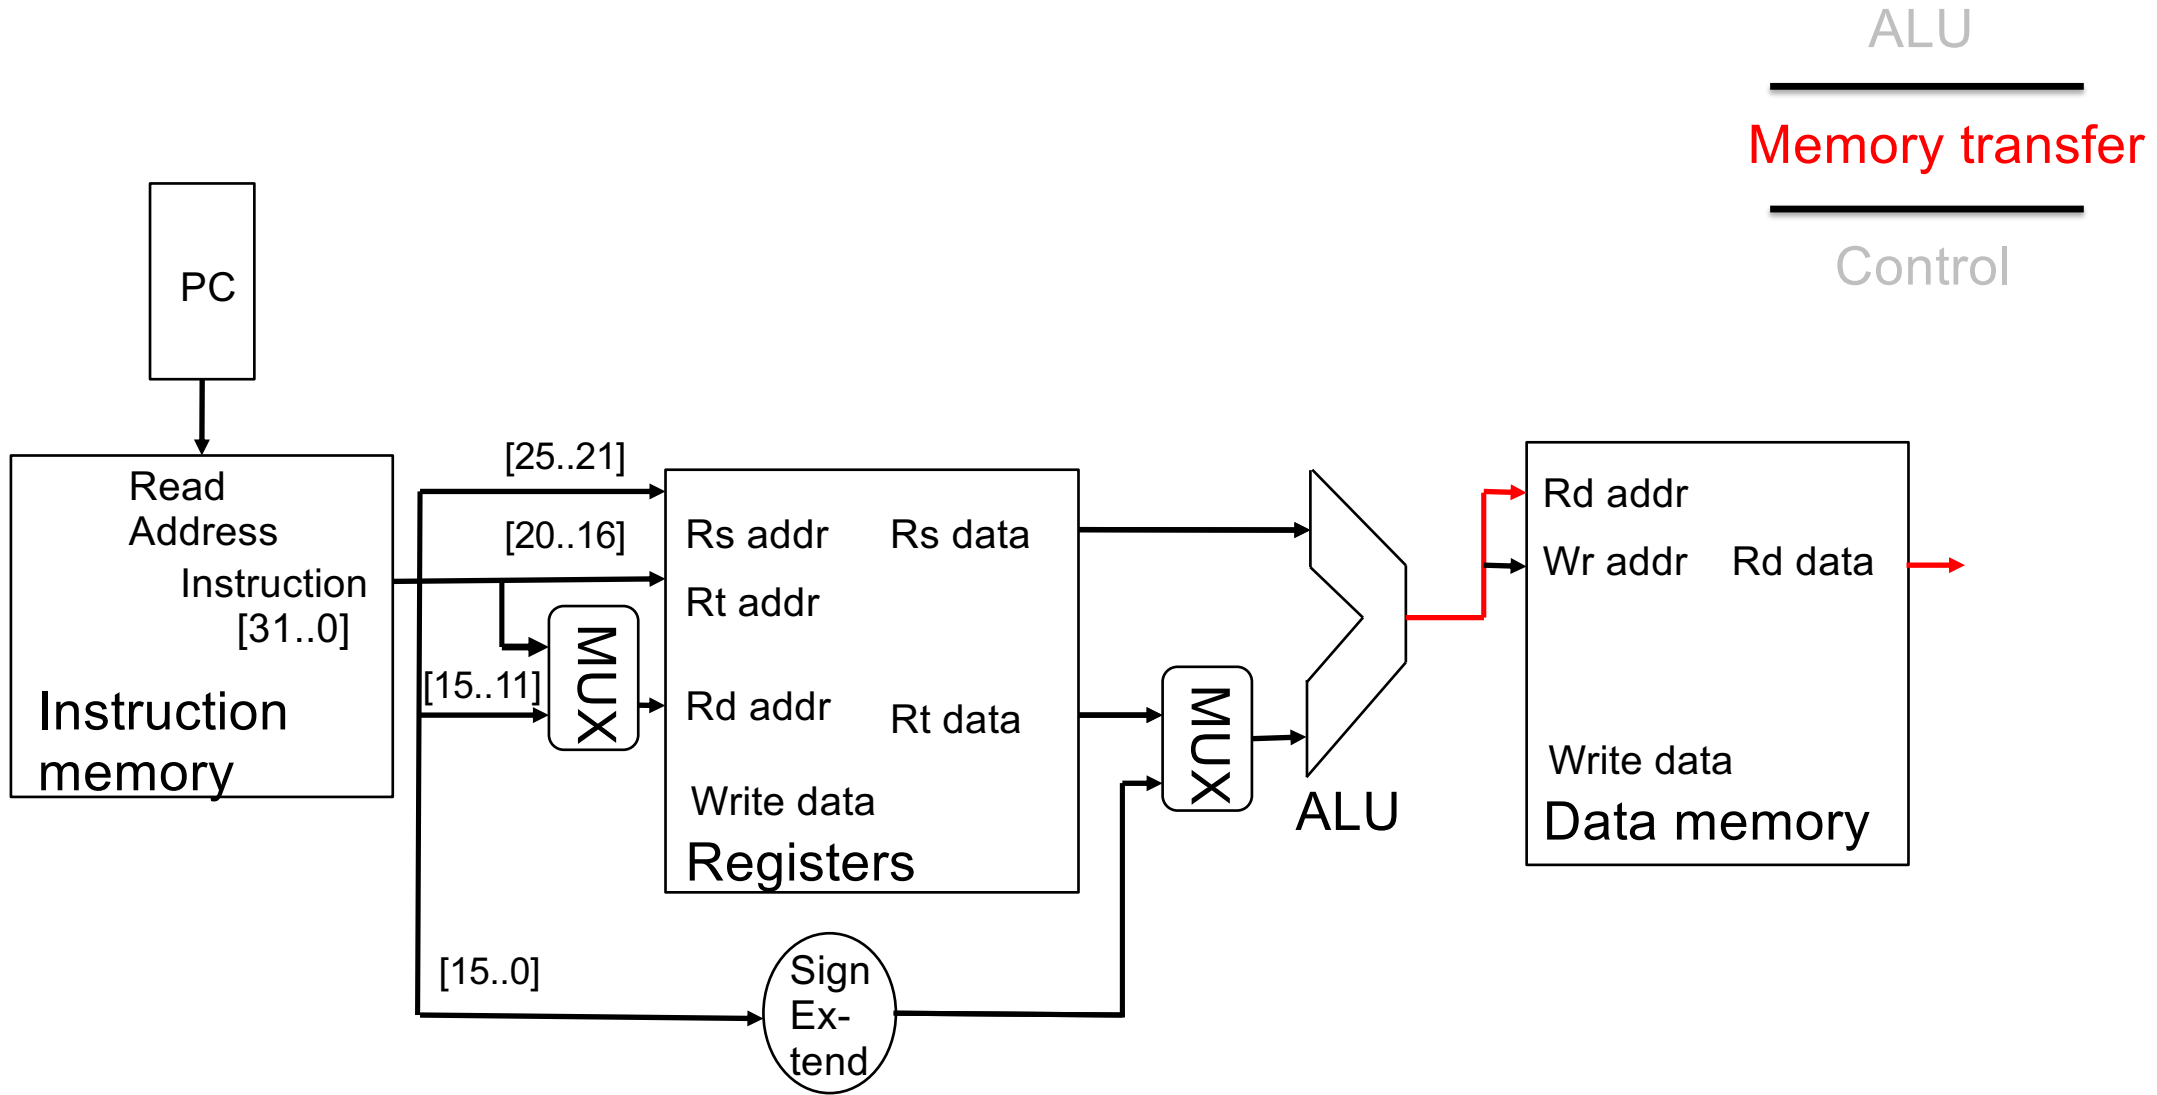 ALU
Memory transfer
Control
PC
Read
Address
Instruction
[31..0]
Instruction
memory
[25..21]
[20..16]
[15..11]
[15..0]
MUX
Rs addr
Rs data
Rt addr
Rd addr
Rt data
Write data
Registers
Sign
Ex-
tend
MUX
ALU
Rd addr
Wr addr
Rd data
Write data
Data memory